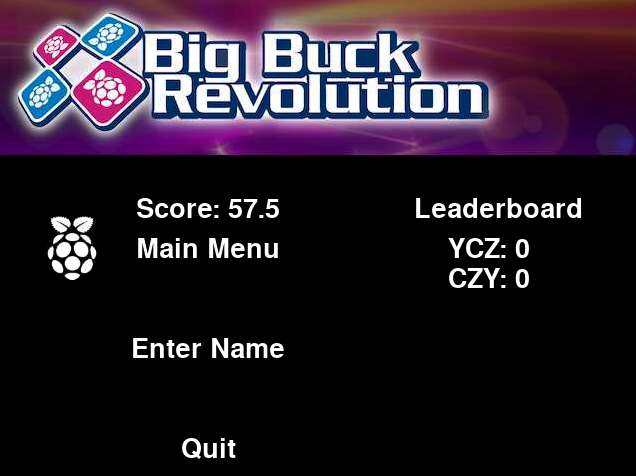 Big Buck
Revolution
Score: 57.5
Main Menu
Enter Name
Quit
Leaderboard
YCZ: 0
CZY: 0